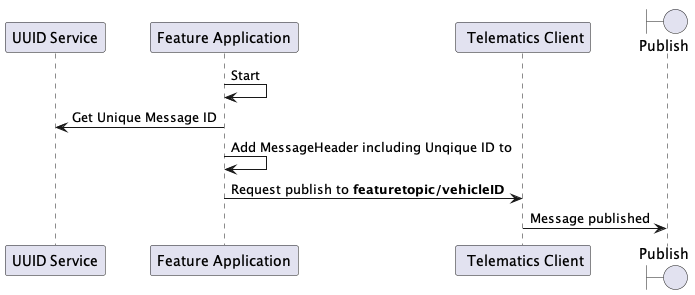 UUID Service
Feature Application
Telematics Client
Publish
Start
Get Unique Message ID
Add MessageHeader including Unqique ID to
Request publish to featuretopic/vehicleID
Message published
UUID Service
Feature Application
Telematics Client
Publish